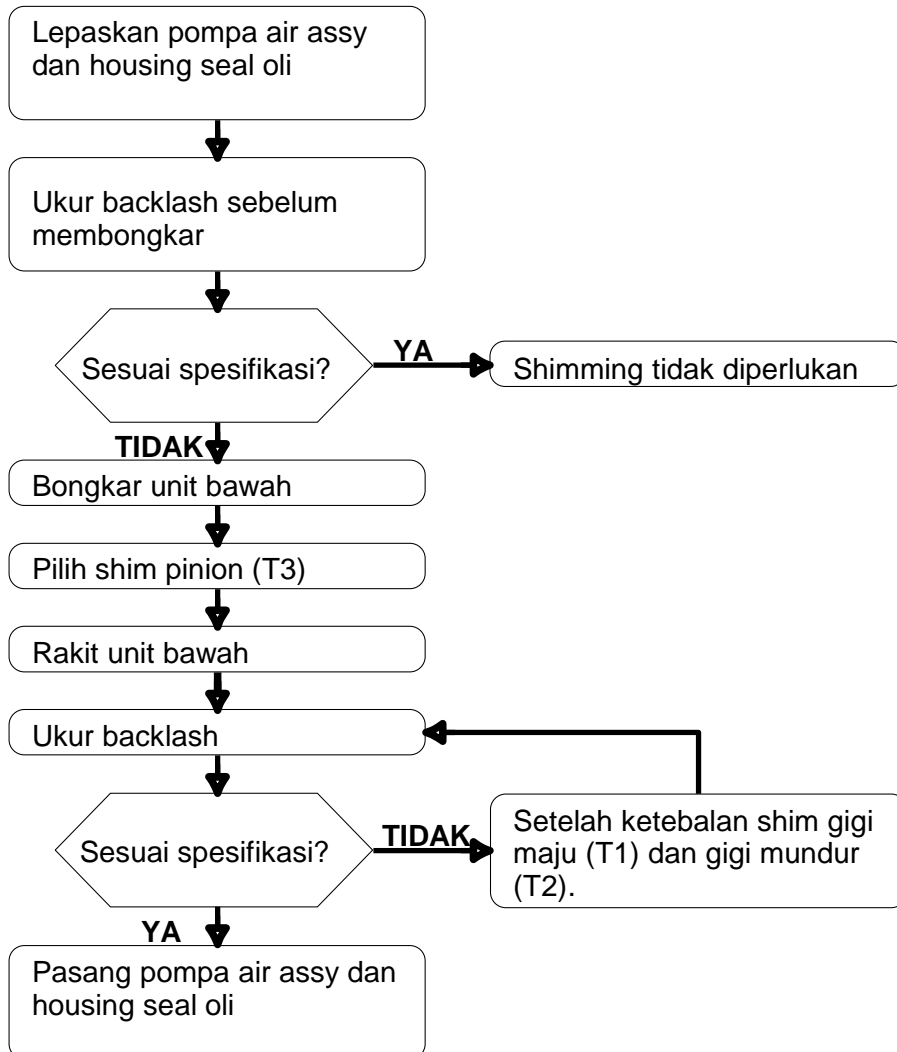 Lepaskan pompa air assy
dan housing seal oli
Ukur backlash sebelum
membongkar
Sesuai spesifikasi?
YA
Shimming tidak diperlukan
TIDAK
Bongkar unit bawah
Pilih shim pinion (T3)
Rakit unit bawah
Ukur backlash
Sesuai spesifikasi?
TIDAK
Setelah ketebalan shim gigi
maju (T1) dan gigi mundur
(T2).
YA
Pasang pompa air assy dan
housing seal oli